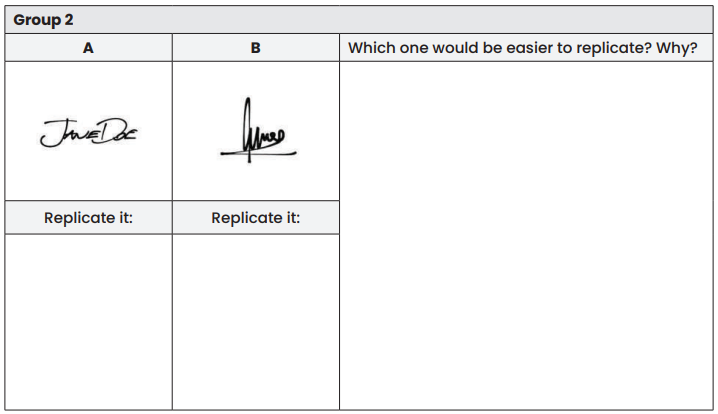 Group 2
A
B
Which one would be easier to replicate? Why?
JANE DOE
Replicate it:
Replicate it: